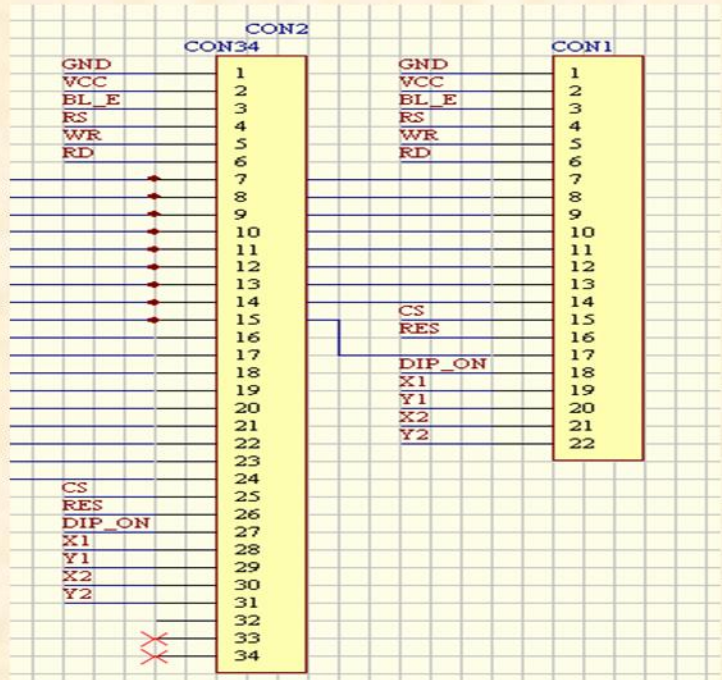 CON2
CON34
GND
VCC
BL_E
RS
WR
RD
1
2
3
4
5
6
7
8
9
10
11
12
13
14
15
16
17
18
19
20
21
22
23
24
25
26
27
28
29
30
31
32
33
34
CS
RES
DIP_ON
X1
Y1
X2
Y2
CON1
GND
VCC
BL_E
RS
WR
RD
CS
RES
DIP_ON
X1
Y1
X2
Y2
1
2
3
4
5
6
7
8
9
10
11
12
13
14
15
16
17
18
19
20
21
22